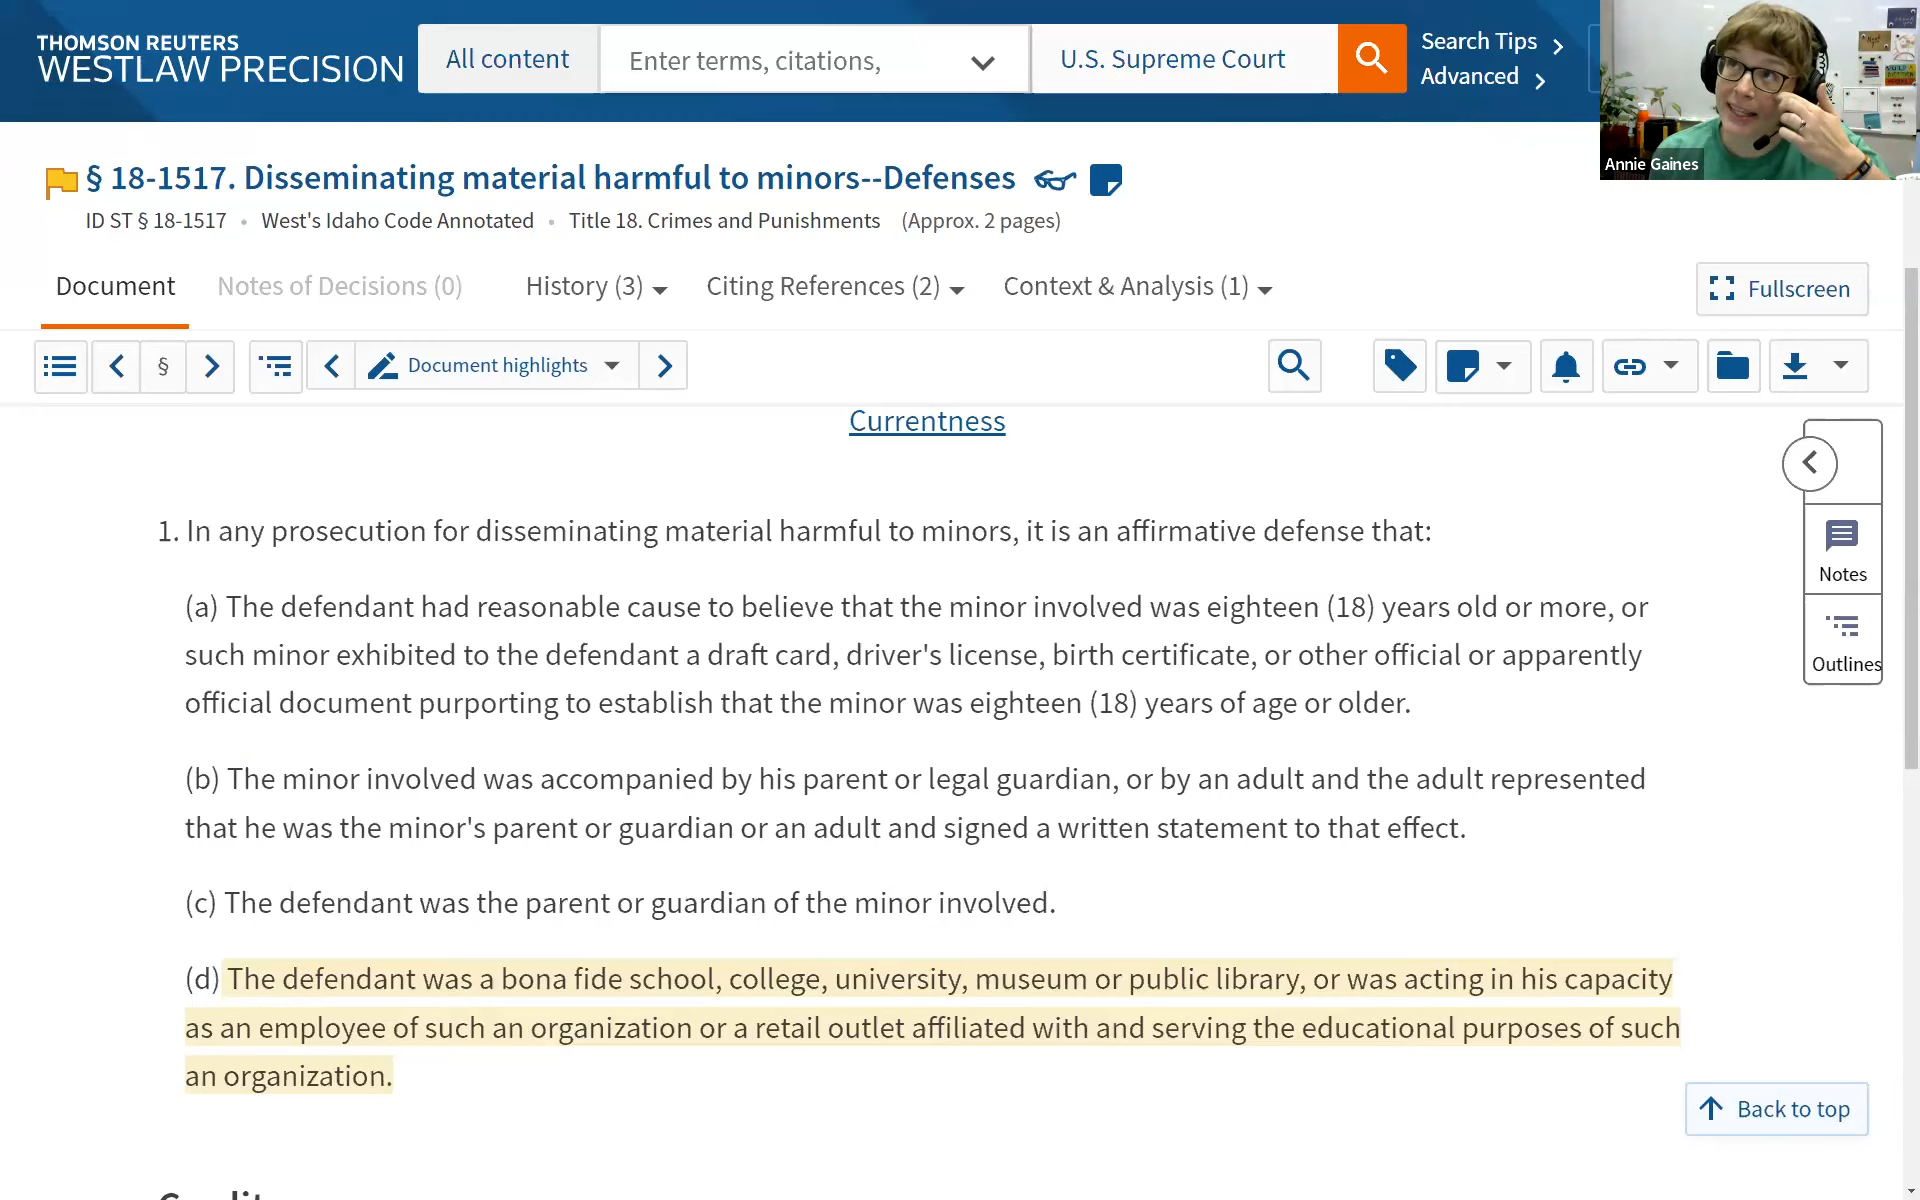 THOMSON REUTERS
WESTLAW PRECISION
All content
Enter terms, citations,
U.S. Supreme Court
Search Tips
Advanced
Annie Gaines
§ 18-1517. Disseminating material harmful to minors--Defenses
ID ST § 18-1517 • West's Idaho Code Annotated • Title 18. Crimes and Punishments (Approx. 2 pages)
Document
Notes of Decisions (0)
History (3)
Citing References (2)
Context & Analysis (1)
Fullscreen
§
Document highlights
Currentness
Notes
Outlines
1. In any prosecution for disseminating material harmful to minors, it is an affirmative defense that:
(a) The defendant had reasonable cause to believe that the minor involved was eighteen (18) years old or more, or
such minor exhibited to the defendant a draft card, driver's license, birth certificate, or other official or apparently
official document purporting to establish that the minor was eighteen (18) years of age or older.
(b) The minor involved was accompanied by his parent or legal guardian, or by an adult and the adult represented
that he was the minor's parent or guardian or an adult and signed a written statement to that effect.
(c) The defendant was the parent or guardian of the minor involved.
(d) The defendant was a bona fide school, college, university, museum or public library, or was acting in his capacity
as an employee of such an organization or a retail outlet affiliated with and serving the educational purposes of such
an organization.
Back to top